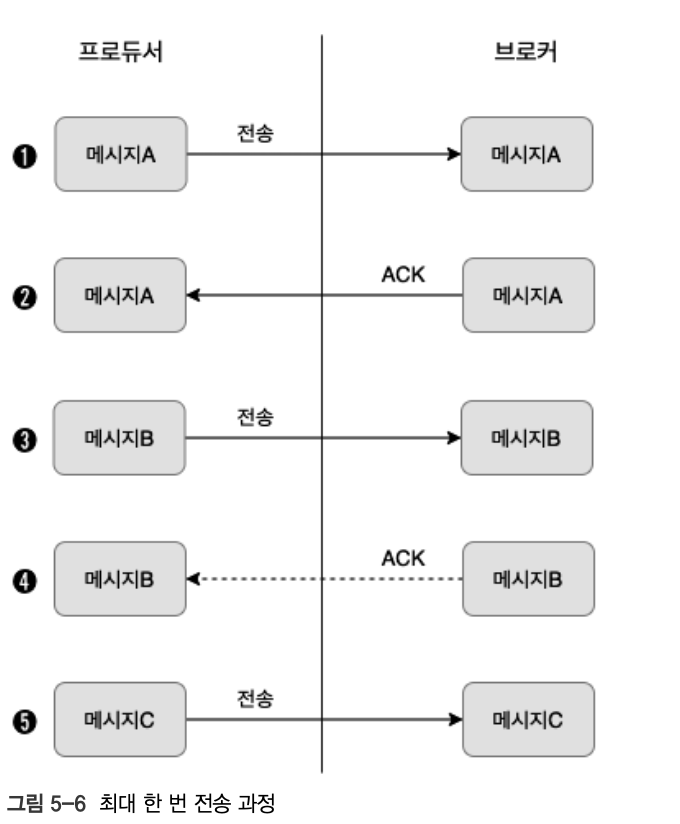 프로듀서 브로커
전송
❶ 메시지A 메시지A
ACK
❷ 메시지A 메시지A
전송
❸ 메시지B 메시지B
ACK
❹ 메시지B 메시지B
전송
❺ 메시지C 메시지C
그림 5-6 최대 한 번 전송 과정